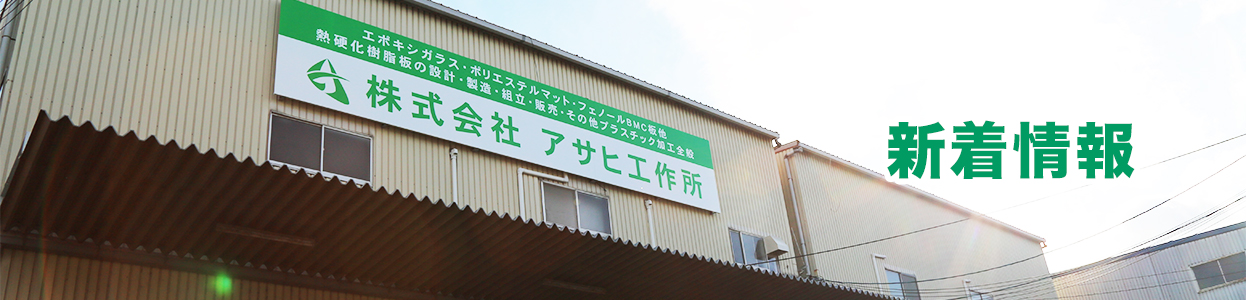 エポキシガラス・ポリエステルマット・フェノールBMC板他
熱硬化樹脂板の設計・製造・組立・販売・その他プラスチック加工全般
株式会社 アサヒ工作所
新着情報